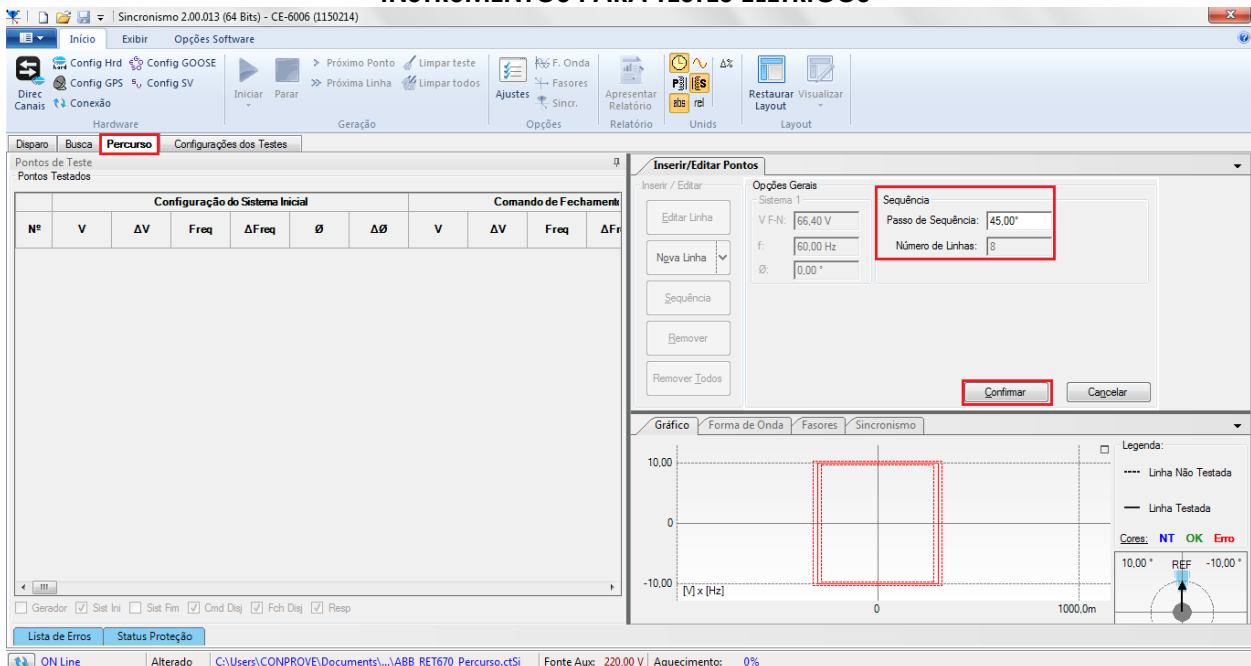 INSTRUMENTOS PARA TESTES ELÉTRICOS
Sincronismo 2.00.013 (64 Bits) - CE-6006 (1150214)
Início Exibir Opções Software
Direc Canais
Config Hrd Config GOOSE
Config GPS Config SV
Conexão
Hardware
Iniciar Parar
Próximo Ponto Limpar teste
Próxima Linha Limpar todos
Geração
Ajustes
F. Onda
Fasores
Sincr.
Opções
Apresentar Relatório
Relatório
Δ%
abs rel
Unids
Restaurar Layout
Visualizar
Layout
Disparo Busca Percurso Configurações dos Testes
Pontos de Teste
Pontos Testados
Configuração do Sistema Inicial Comando de Fechamento
Nº V ΔV Freq ΔFreq Ø ΔØ V ΔV Freq ΔFr
Gerador Sist Ini Sist Fim Cmd Disj Fch Disj Resp
Inserir/Editar Pontos
Inserir / Editar
Editar Linha
Nova Linha
Sequência
Remover
Remover Todos
Opções Gerais
Sistema 1
V F-N: 66,40 V
f: 60,00 Hz
Ø: 0,00 °
Sequência
Passo de Sequência: 45,00°
Número de Linhas: 8
Confirmar Cancelar
Gráfico Forma de Onda Fasores Sincronismo
10,00
0
-10,00
[V] x [Hz]
0 1000,0m
Legenda:
Linha Não Testada
Linha Testada
Cores: NT OK Erro
10,00 ° REF -10,00 °
Lista de Erros Status Proteção
ON Line Alterado C:\Users\CONPROVE\Documents\...\ABB_RET670_Percurso.ctSi Fonte Aux: 220.00 V Aquecimento: 0%